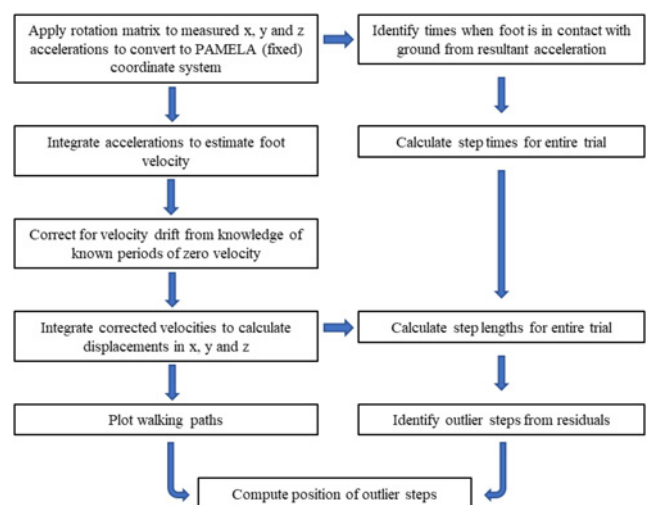 Apply rotation matrix to measured x, y and z
accelerations to convert to PAMELA (fixed)
coordinate system
Identify times when foot is in contact with
ground from resultant acceleration
Integrate accelerations to estimate foot
velocity
Calculate step times for entire trial
Correct for velocity drift from knowledge of
known periods of zero velocity
Integrate corrected velocities to calculate
displacements in x, y and z
Calculate step lengths for entire trial
Plot walking paths
Identify outlier steps from residuals
Compute position of outlier steps